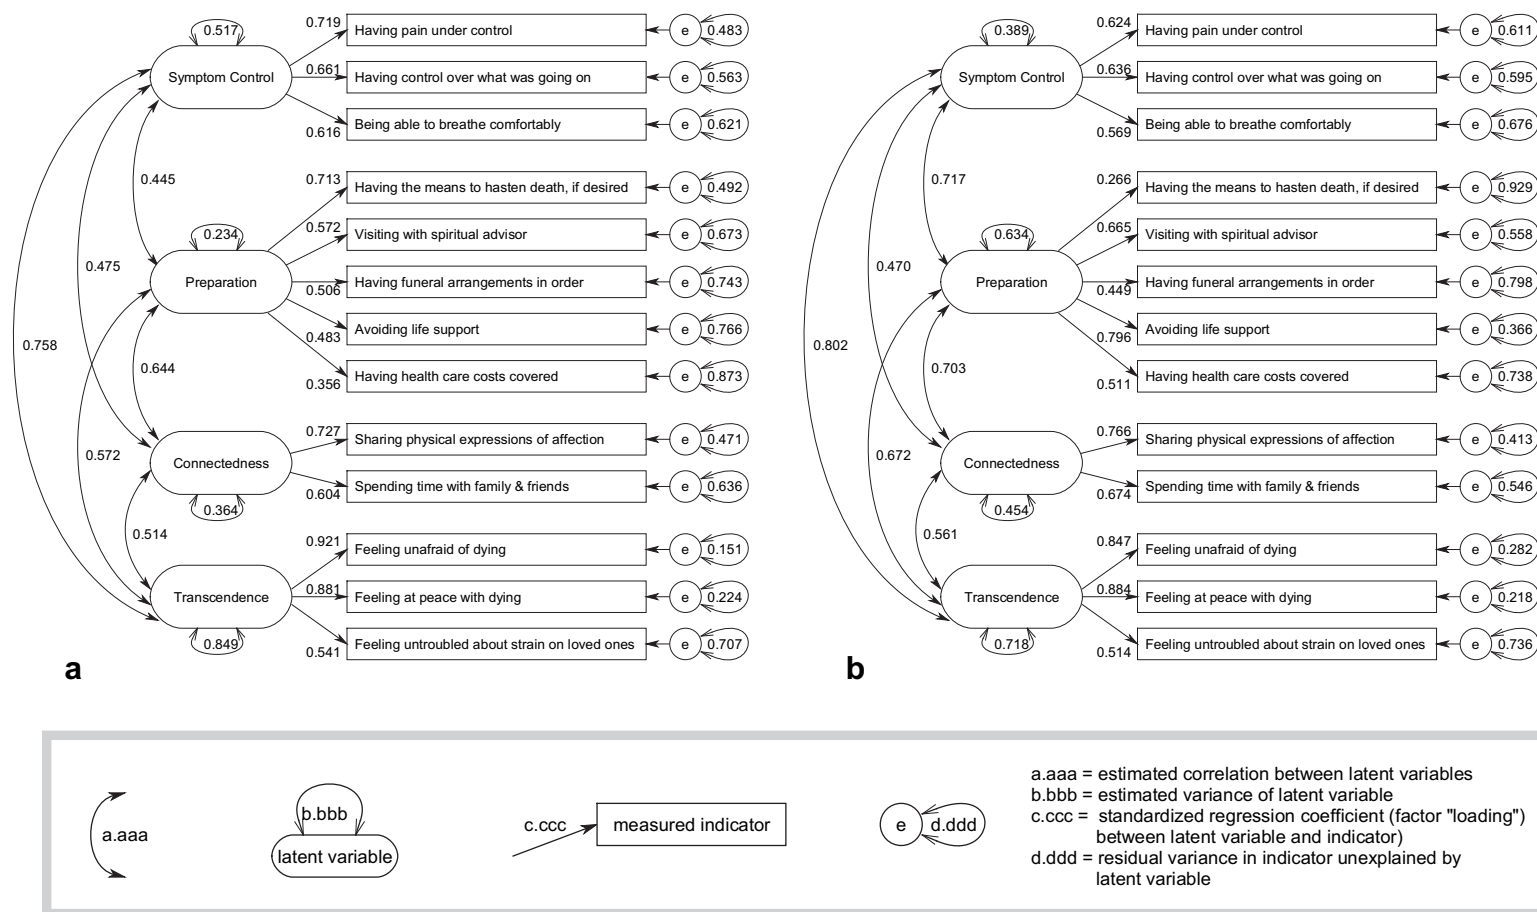 0.517
0.719
Having pain under control
e
0.483
Symptom Control
0.661
Having control over what was going on
e
0.563
0.616
Being able to breathe comfortably
e
0.621
0.445
0.713
Having the means to hasten death, if desired
e
0.492
0.234
0.572
Visiting with spiritual advisor
e
0.673
0.475
Preparation
0.506
Having funeral arrangements in order
e
0.743
0.483
Avoiding life support
e
0.766
0.758
0.644
0.356
Having health care costs covered
e
0.873
0.572
0.727
Sharing physical expressions of affection
e
0.471
Connectedness
0.604
Spending time with family & friends
e
0.636
0.364
0.514
0.921
Feeling unafraid of dying
e
0.151
Transcendence
0.881
Feeling at peace with dying
e
0.224
0.849
0.541
Feeling untroubled about strain on loved ones
e
0.707
a
0.389
0.624
Having pain under control
e
0.611
Symptom Control
0.636
Having control over what was going on
e
0.595
0.569
Being able to breathe comfortably
e
0.676
0.717
0.266
Having the means to hasten death, if desired
e
0.929
0.634
0.665
Visiting with spiritual advisor
e
0.558
0.470
Preparation
0.449
Having funeral arrangements in order
e
0.798
0.796
Avoiding life support
e
0.366
0.802
0.703
0.511
Having health care costs covered
e
0.738
0.672
0.766
Sharing physical expressions of affection
e
0.413
Connectedness
0.674
Spending time with family & friends
e
0.546
0.454
0.561
0.847
Feeling unafraid of dying
e
0.282
Transcendence
0.884
Feeling at peace with dying
e
0.218
0.718
0.514
Feeling untroubled about strain on loved ones
e
0.736
b
a.aaa
b.bbb
latent variable
c.ccc
measured indicator
e
d.ddd
a.aaa = estimated correlation between latent variables
b.bbb = estimated variance of latent variable
c.ccc = standardized regression coefficient (factor "loading")
between latent variable and indicator)
d.ddd = residual variance in indicator unexplained by
latent variable